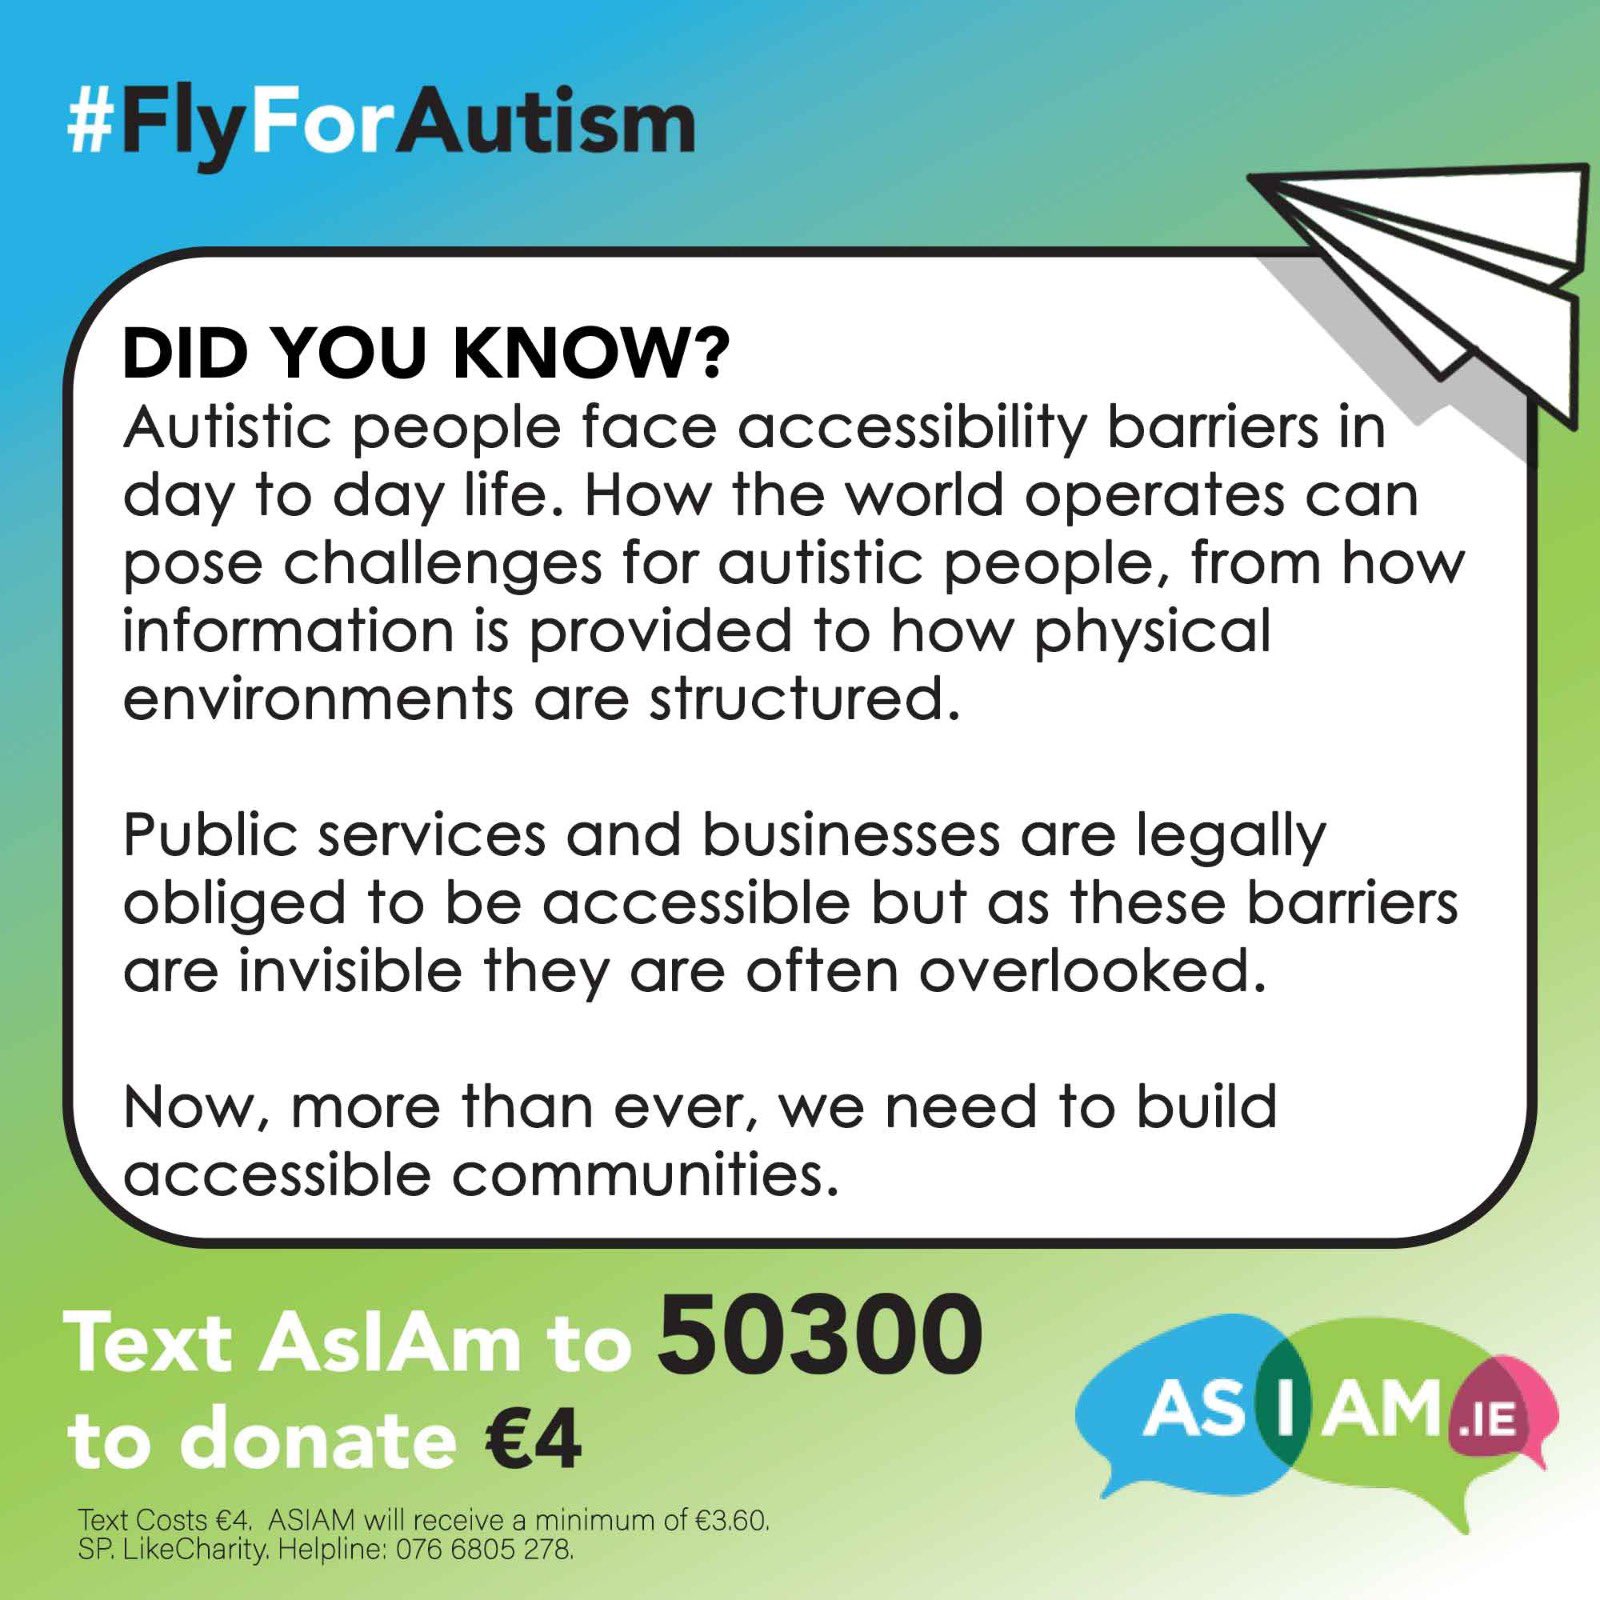 #FlyForAutism
DID YOU KNOW?
Autistic people face accessibility barriers in
day to day life. How the world operates can
pose challenges for autistic people, from how
information is provided to how physical
environments are structured.
Public services and businesses are legally
obliged to be accessible but as these barriers
are invisible they are often overlooked.
Now, more than ever, we need to build
accessible communities.
Text AsIAm to 50300
to donate €4
Text Costs €4. ASIAM will receive a minimum of €3.60.
SP. LikeCharity. Helpline: 076 6805 278.
AS I AM .IE